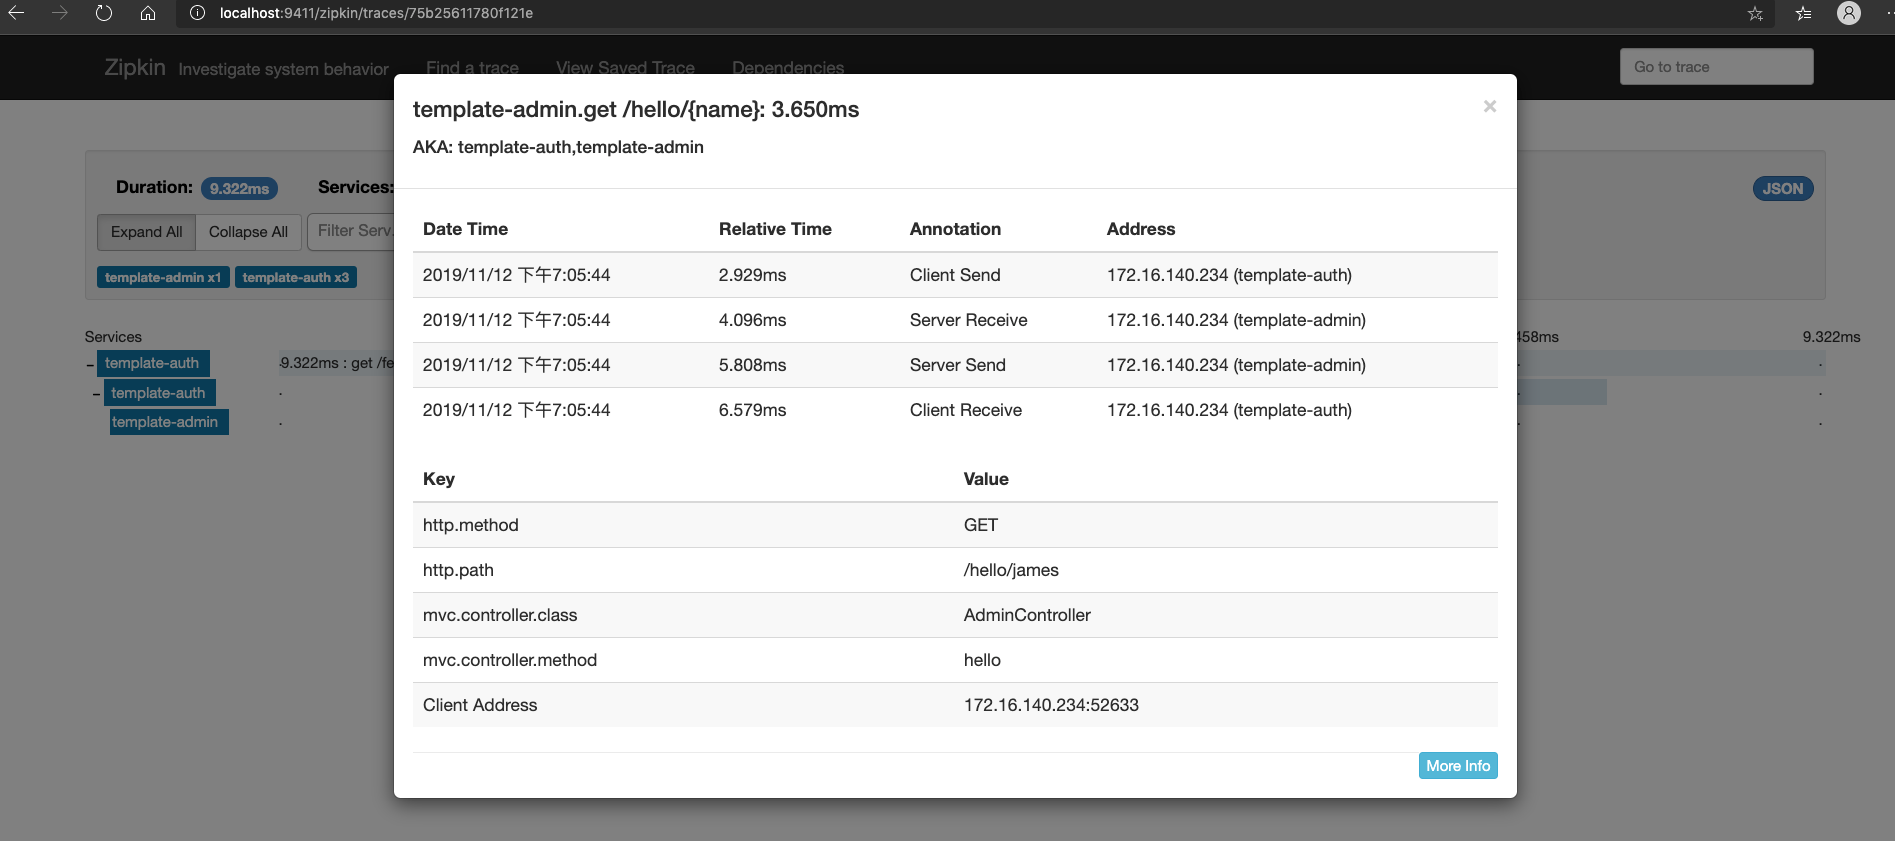 localhost:9411/zipkin/traces/75b25611780f121e
Zipkin Investigate system behavior Find a trace View Saved Trace Dependencies Go to trace
template-admin.get /hello/{name}: 3.650ms ×
AKA: template-auth,template-admin
Duration: 9.322ms Services: JSON
Expand All Collapse All Filter Serv
template-admin x1 template-auth x3
Date Time Relative Time Annotation Address
2019/11/12 下午7:05:44 2.929ms Client Send 172.16.140.234 (template-auth)
2019/11/12 下午7:05:44 4.096ms Server Receive 172.16.140.234 (template-admin)
2019/11/12 下午7:05:44 5.808ms Server Send 172.16.140.234 (template-admin)
2019/11/12 下午7:05:44 6.579ms Client Receive 172.16.140.234 (template-auth)
Services 458ms 9.322ms
- template-auth 9.322ms : get /fe
- template-auth
template-admin
Key Value
http.method GET
http.path /hello/james
mvc.controller.class AdminController
mvc.controller.method hello
Client Address 172.16.140.234:52633
More Info